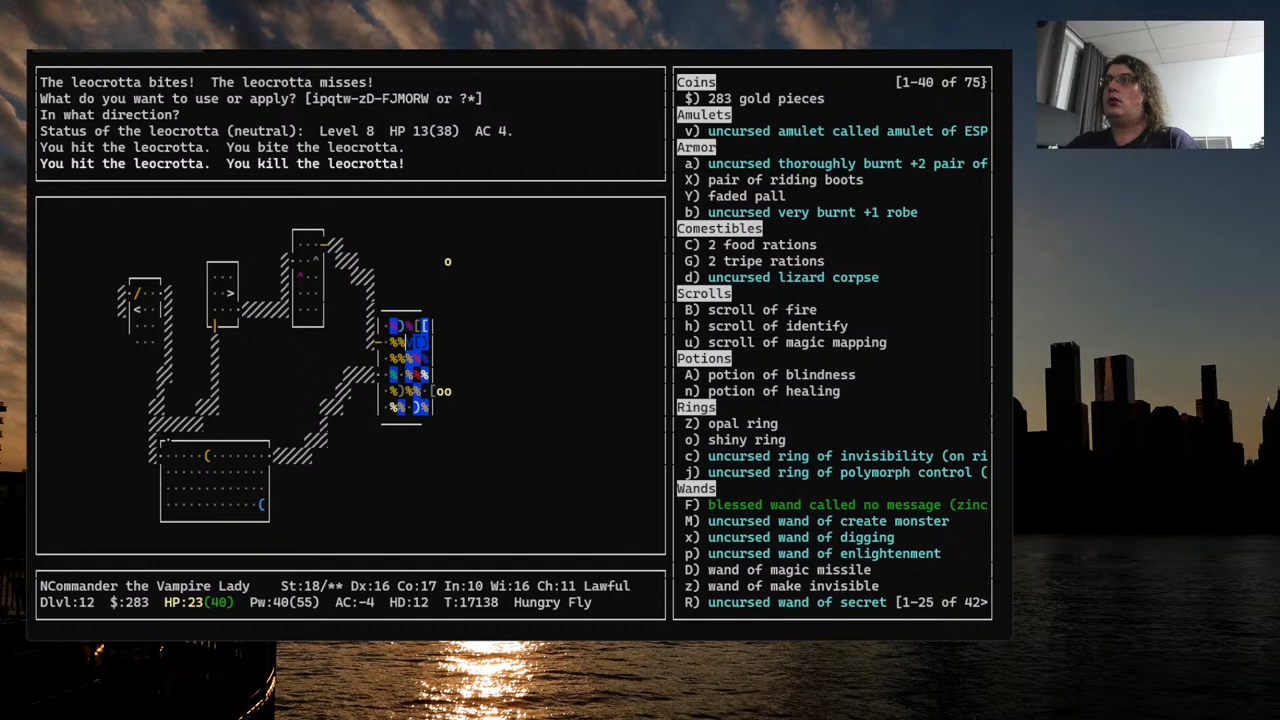 The leocrotta bites!  The leocrotta misses!
What do you want to use or apply? [ipqtw-zD-FJMORW or ?*]
In what direction?
Status of the leocrotta (neutral):  Level 8  HP 13(38)  AC 4.
You hit the leocrotta.  You bite the leocrotta.
You hit the leocrotta.  You kill the leocrotta!
NCommander the Vampire Lady    St:18/** Dx:16 Co:17 In:10 Wi:16 Ch:11 Lawful
Dlvl:12  $:283  HP:23(40)  Pw:40(55)  AC:-4  HD:12  T:17138  Hungry Fly
Coins [1-40 of 75}
$) 283 gold pieces
Amulets
v) uncursed amulet called amulet of ESP
Armor
a) uncursed thoroughly burnt +2 pair of
X) pair of riding boots
Y) faded pall
b) uncursed very burnt +1 robe
Comestibles
C) 2 food rations
G) 2 tripe rations
d) uncursed lizard corpse
Scrolls
B) scroll of fire
h) scroll of identify
u) scroll of magic mapping
Potions
A) potion of blindness
n) potion of healing
Rings
Z) opal ring
o) shiny ring
c) uncursed ring of invisibility (on ri
j) uncursed ring of polymorph control (
Wands
F) blessed wand called no message (zinc
M) uncursed wand of create monster
x) uncursed wand of digging
p) uncursed wand of enlightenment
D) wand of magic missile
z) wand of make invisible
R) uncursed wand of secret [1-25 of 42>